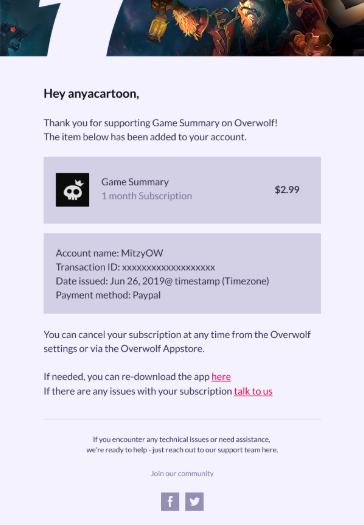 Hey anyacartoon,
Thank you for supporting Game Summary on Overwolf!
The item below has been added to your account.
Game Summary
1 month Subscription
$2.99
Account name: MitzyOW
Transaction ID: xxxxxxxxxxxxxxxxxxx
Date issued: Jun 26, 2019@ timestamp (Timezone)
Payment method: Paypal
You can cancel your subscription at any time from the Overwolf
settings or via the Overwolf Appstore.
If needed, you can re-download the app here
If there are any issues with your subscription talk to us
If you encounter any technical issues or need assistance,
we're ready to help - just reach out to our support team here.
Join our community